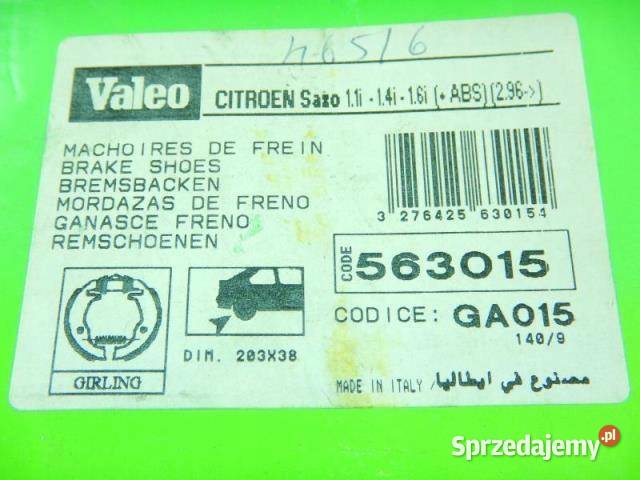 46516
Valeo
CITROEN Saxo 1.1i - 1.4i - 1.6i (+ ABS) (2.96->)
MACHOIRES DE FREIN
BRAKE SHOES
BREMSBACKEN
MORDAZAS DE FRENO
GANASCE FRENO
REMSCHOENEN
3 276425 630154
CODE 563015
CODICE: GA015
140/9
GIRLING
DIM. 203X38
MADE IN ITALY / مصنوع في ايطاليا
Sprzedajemy.pl